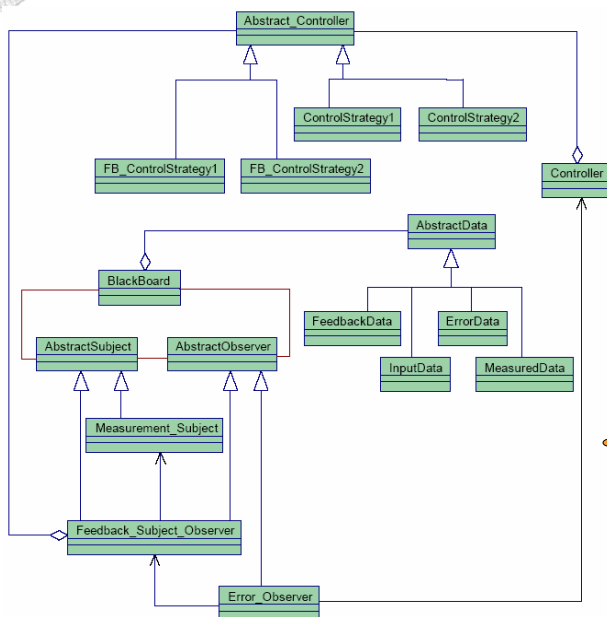 Abstract_Controller
ControlStrategy1
ControlStrategy2
FB_ControlStrategy1
FB_ControlStrategy2
Controller
AbstractData
BlackBoard
FeedbackData
ErrorData
AbstractSubject
AbstractObserver
InputData
MeasuredData
Measurement_Subject
Feedback_Subject_Observer
Error_Observer